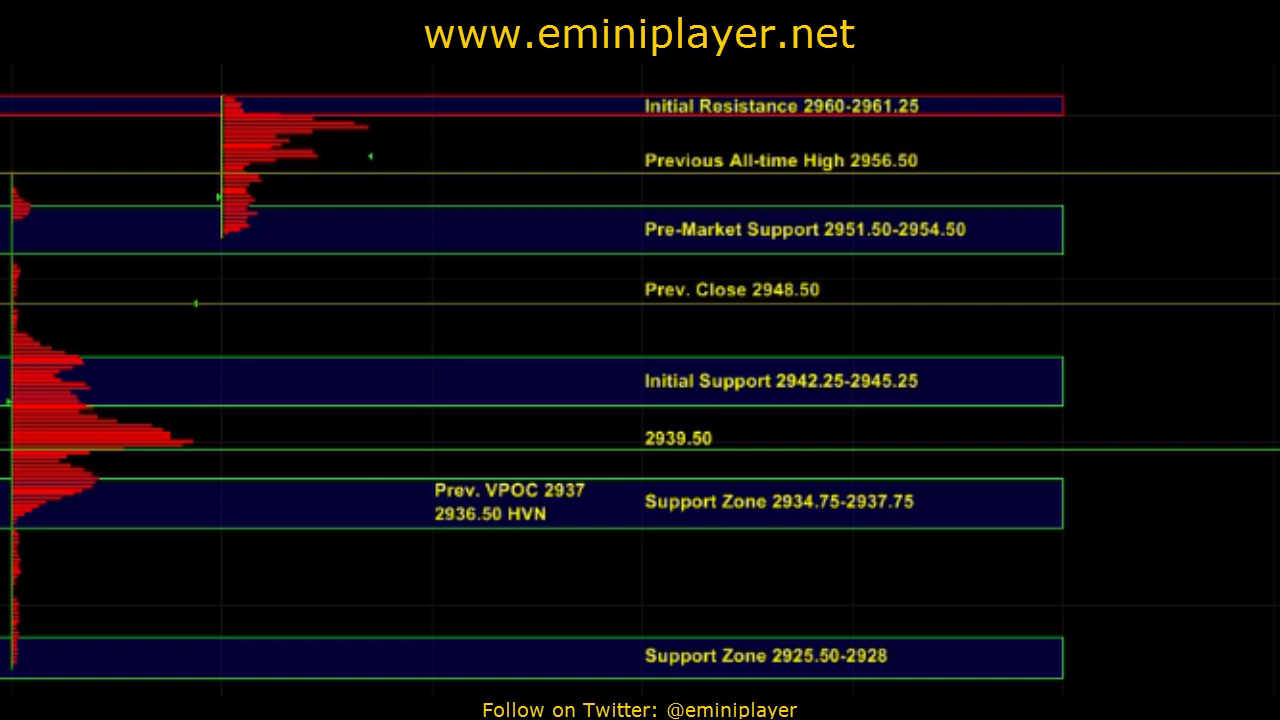 www.eminiplayer.net
Initial Resistance 2960-2961.25
Previous All-time High 2956.50
Pre-Market Support 2951.50-2954.50
Prev. Close 2948.50
Initial Support 2942.25-2945.25
2939.50
Prev. VPOC 2937
2936.50 HVN
Support Zone 2934.75-2937.75
Support Zone 2925.50-2928
Follow on Twitter: @eminiplayer